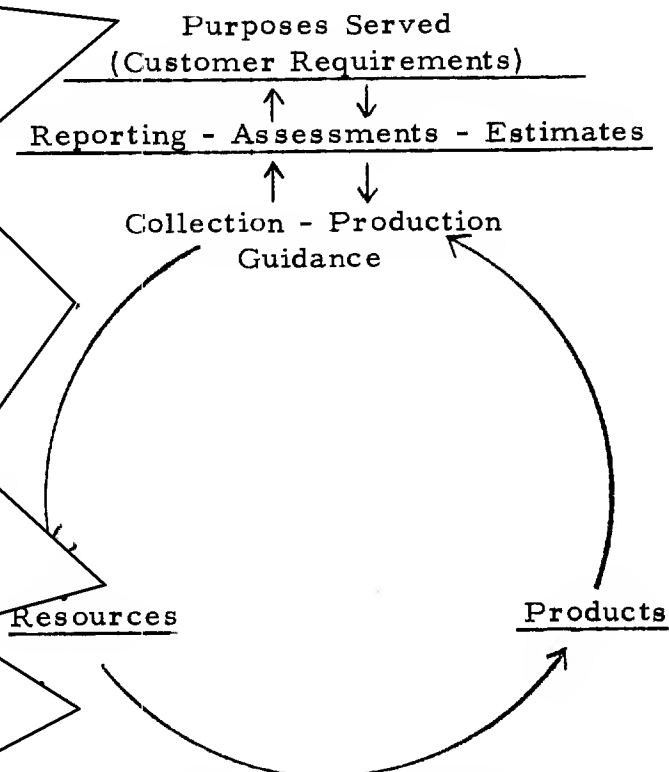 Purposes Served
(Customer Requirements)
Reporting - Assessments - Estimates
Collection - Production
Guidance
Resources
Products